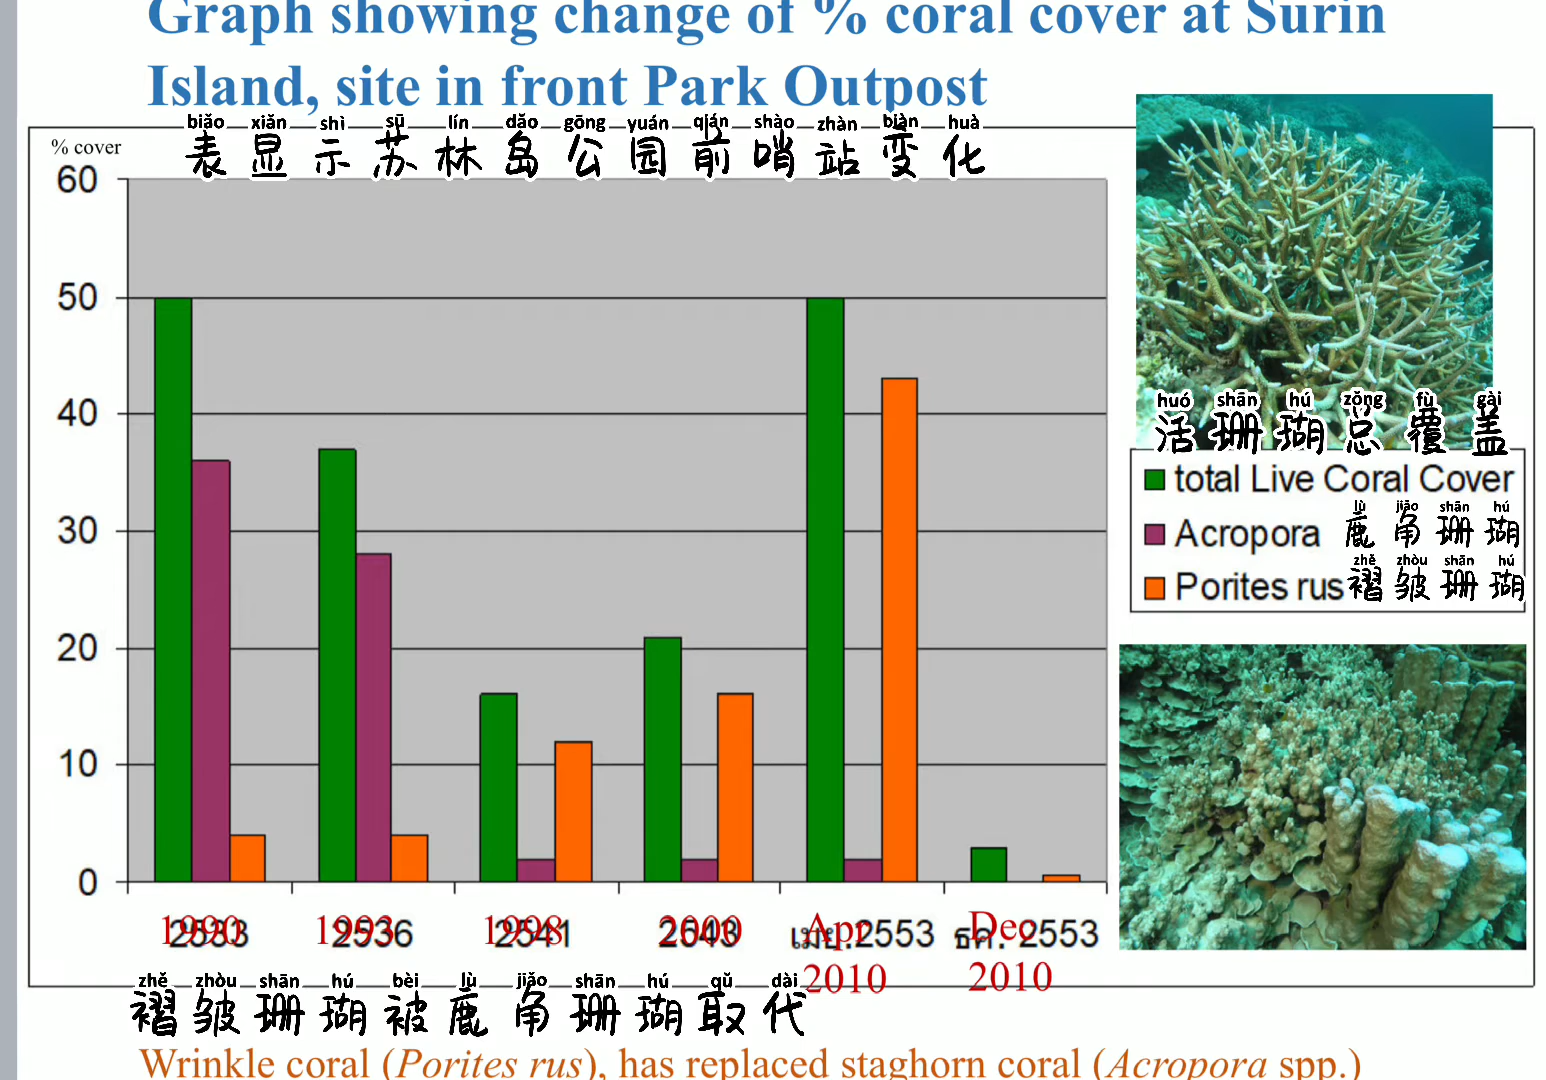 Graph showing change of % coral cover at Surin
Island, site in front Park Outpost
biǎo xiǎn shì sū lín dǎo gōng yuán qián shào zhàn biàn huà
表显示苏林岛公园前哨站变化
% cover
60
50
40
30
20
10
0
1990 1993 1998 2000 Apr 2010 Dec 2010
2533 2536 2541 2543 เมย.2553 ธค. 2553
huó shān hú zǒng fù gài
活珊瑚总覆盖
total Live Coral Cover
lù jiǎo shān hú
Acropora 鹿角珊瑚
zhě zhòu shān hú
Porites rus 褶皱珊瑚
zhě zhòu shān hú bèi lù jiǎo shān hú qǔ dài
褶皱珊瑚被鹿角珊瑚取代
Wrinkle coral (Porites rus), has replaced staghorn coral (Acropora spp.)